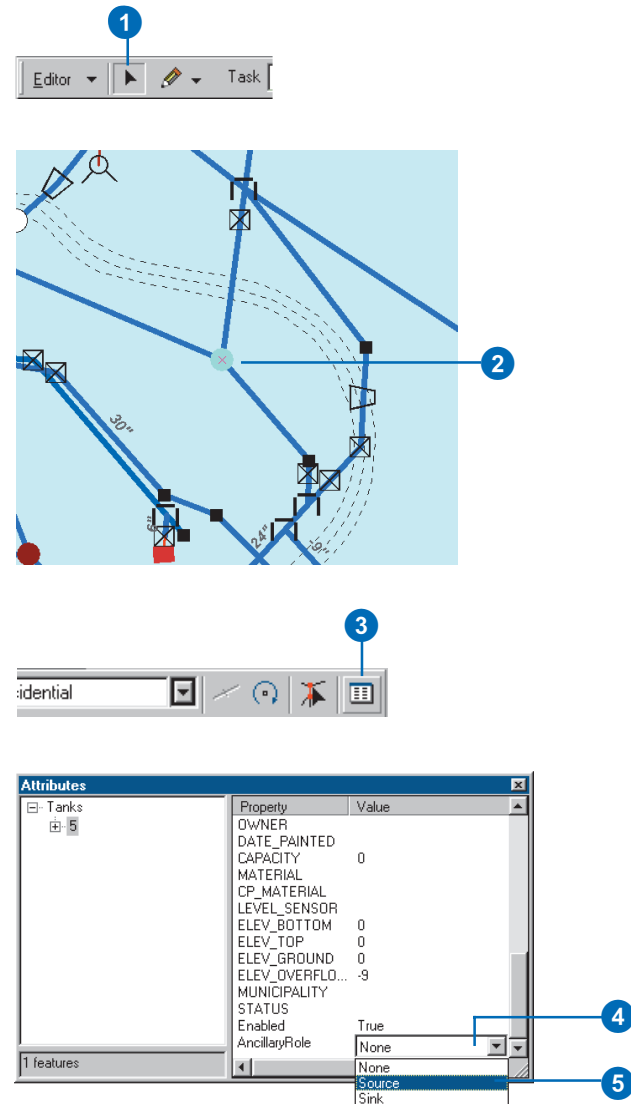 1
Editor Task
2
30"
6"
24"
-9"
3
idential
Attributes
Tanks
5
Property Value
OWNER
DATE_PAINTED
CAPACITY 0
MATERIAL
CP_MATERIAL
LEVEL_SENSOR
ELEV_BOTTOM 0
ELEV_TOP 0
ELEV_GROUND 0
ELEV_OVERFLO... -9
MUNICIPALITY
STATUS
Enabled True
4
AncillaryRole None
1 features
None
Source
5
Sink